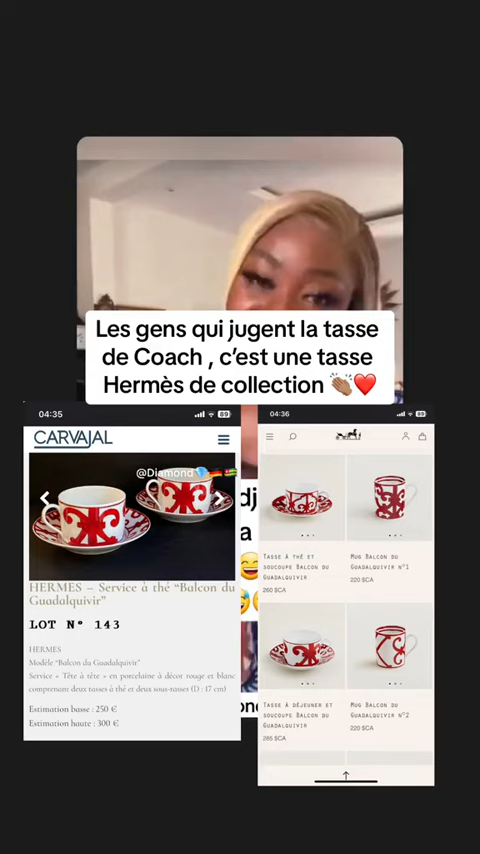 Les gens qui jugent la tasse
de Coach , c’est une tasse
Hermès de collection 👏🏽❤️
04:35
89
CARVAJAL
@Diamond
HERMES – Service à thé “Balcon du
Guadalquivir”
LOT N° 143
HERMES
Modèle “Balcon du Guadalquivir”
Service « Tête à tête » en porcelaine à décor rouge et blanc
comprenant deux tasses à thé et deux sous-tasses (D : 17 cm)
Estimation basse : 250 €
Estimation haute : 300 €
04:36
89
Tasse à thé et
soucoupe Balcon du
Guadalquivir
260 $CA
Mug Balcon du
Guadalquivir n°1
220 $CA
Tasse à déjeuner et
soucoupe Balcon du
Guadalquivir
285 $CA
Mug Balcon du
Guadalquivir n°2
220 $CA